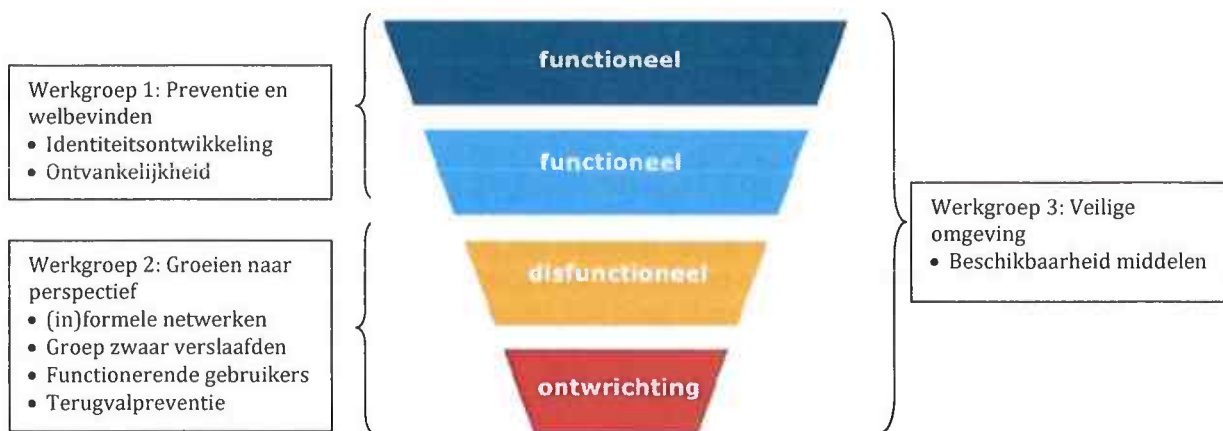 Werkgroep 1: Preventie en
welbevinden
• Identiteitsontwikkeling
• Ontvankelijkheid
Werkgroep 2: Groeien naar
perspectief
• (in)formele netwerken
• Groep zwaar verslaafden
• Functionerende gebruikers
• Terugvalpreventie
functioneel
functioneel
disfunctioneel
ontwrichting
Werkgroep 3: Veilige
omgeving
• Beschikbaarheid middelen